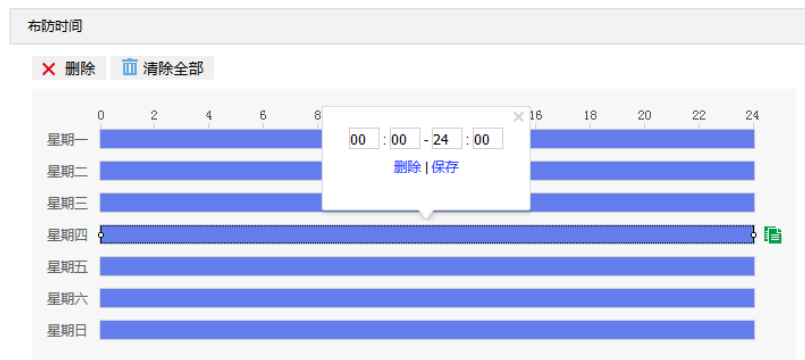 布防时间
删除 清除全部
0 2 4 6 8 16 18 20 22 24
星期一
00 : 00 - 24 : 00
星期二
删除 | 保存
星期三
星期四
星期五
星期六
星期日